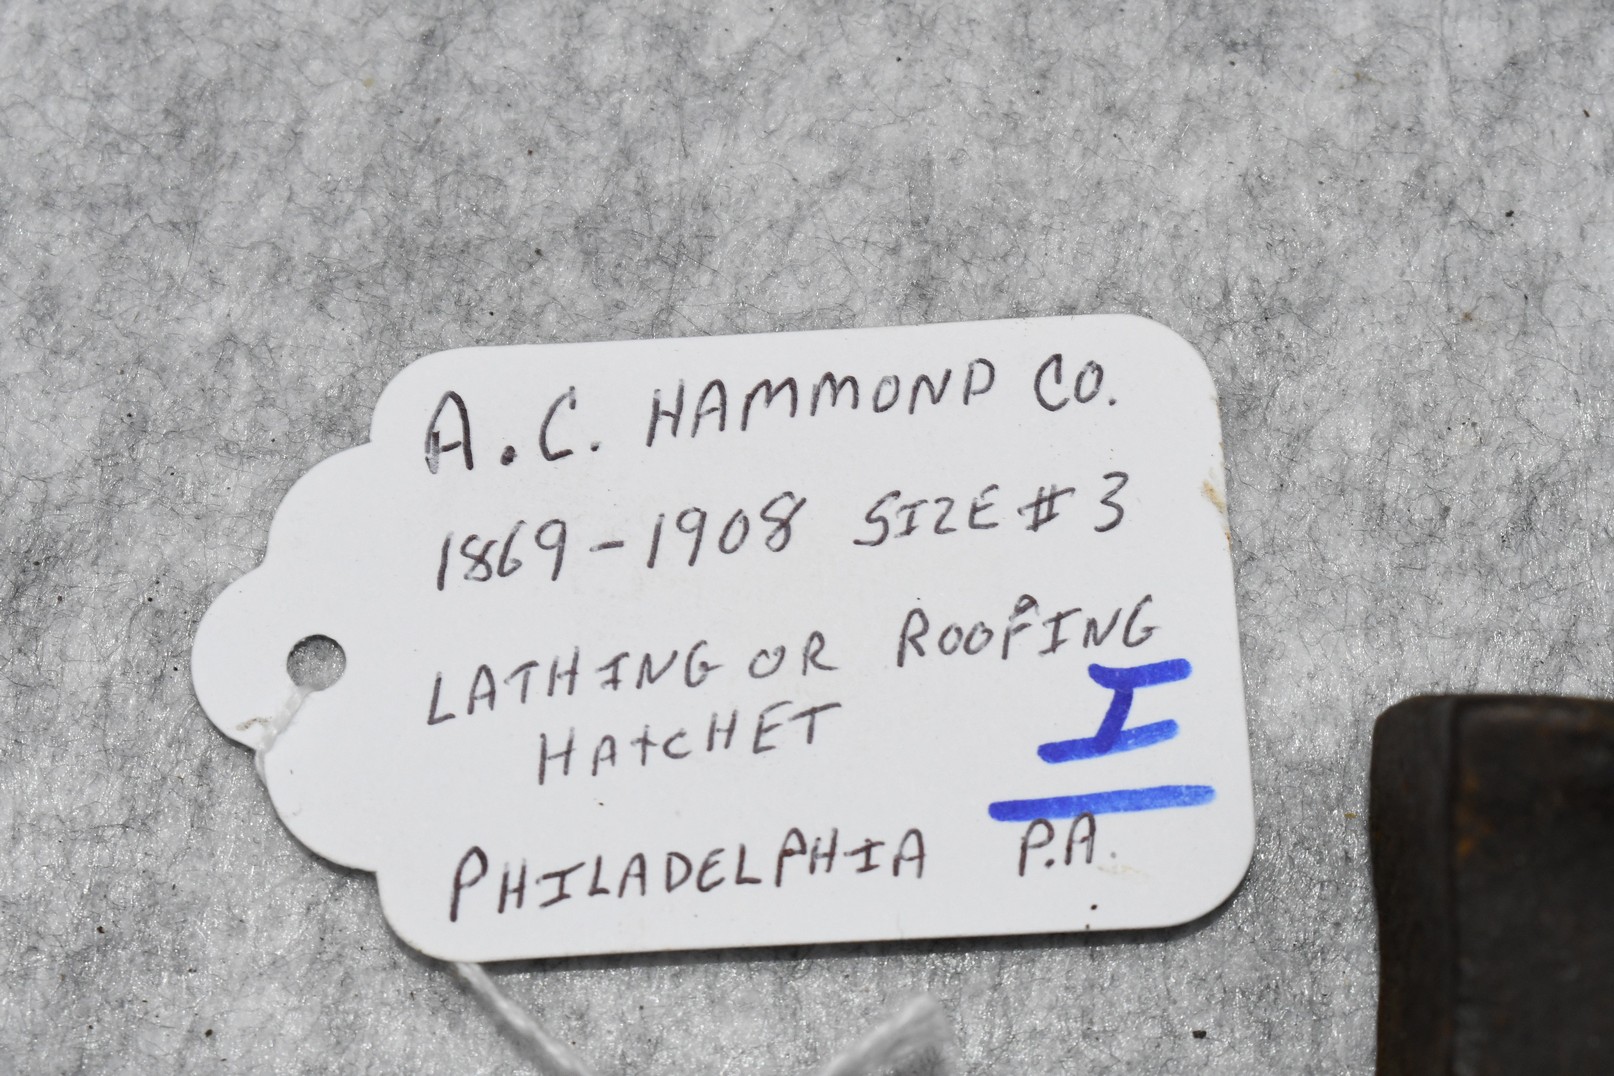 A.C. HAMMOND CO.
1869-1908 SIZE # 3
LATHING OR ROOFING
HATCHET
I
PHILADELPHIA P.A.